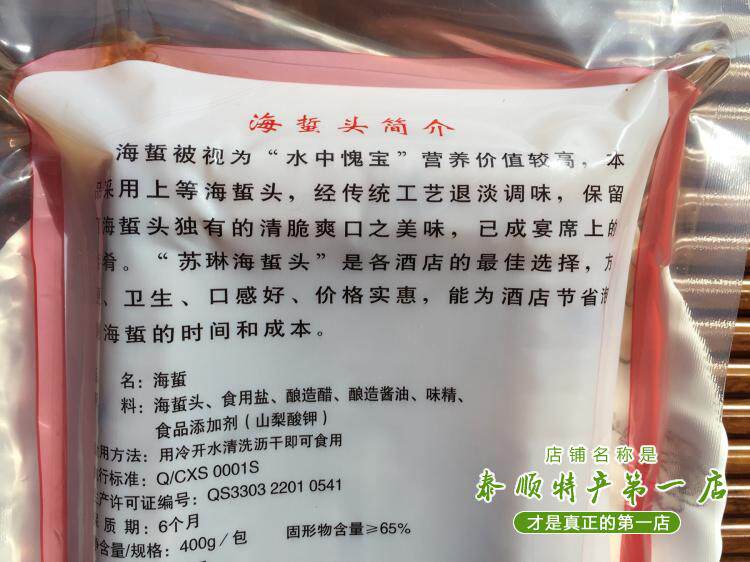 海蜇头简介
海蜇被视为“水中愧宝”营养价值较高，本
采用上等海蜇头，经传统工艺退淡调味，保留
海蜇头独有的清脆爽口之美味，已成宴席上的
肴。“苏琳海蜇头”是各酒店的最佳选择，
、卫生、口感好、价格实惠，能为酒店节省
海蜇的时间和成本。
名：海蜇
料：海蜇头、食用盐、酿造醋、酿造酱油、味精、
食品添加剂（山梨酸钾）
用方法：用冷开水清洗沥干即可食用
行标准：Q/CXS 0001S
产许可证编号：QS3303 2201 0541
质 期：6个月
净含量/规格：400g／包 固形物含量≥65%
店铺名称是
泰顺特产第一店
才是真正的第一店